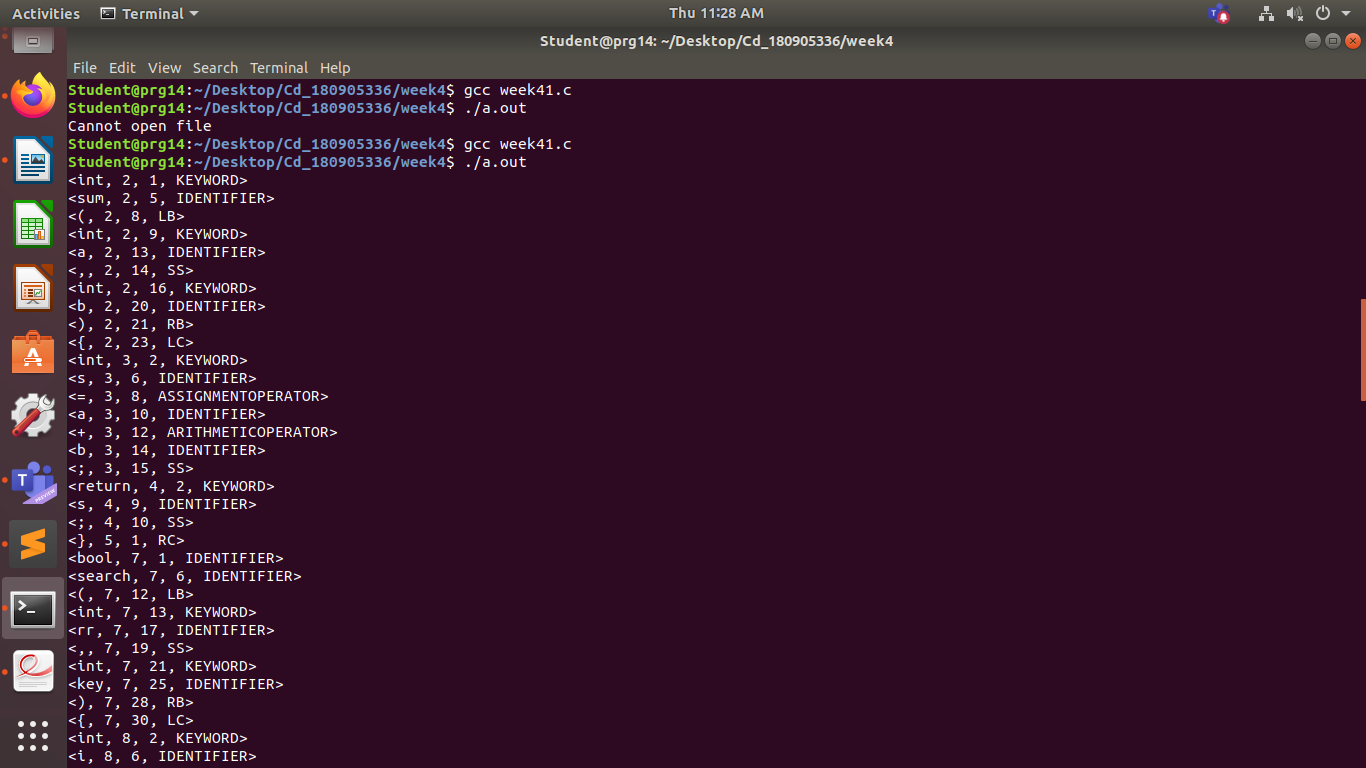 Activities Terminal Thu 11:28 AM
Student@prg14: ~/Desktop/Cd_180905336/week4
File Edit View Search Terminal Help
Student@prg14:~/Desktop/Cd_180905336/week4$ gcc week41.c
Student@prg14:~/Desktop/Cd_180905336/week4$ ./a.out
Cannot open file
Student@prg14:~/Desktop/Cd_180905336/week4$ gcc week41.c
Student@prg14:~/Desktop/Cd_180905336/week4$ ./a.out
<int, 2, 1, KEYWORD>
<sum, 2, 5, IDENTIFIER>
<(, 2, 8, LB>
<int, 2, 9, KEYWORD>
<a, 2, 13, IDENTIFIER>
<,, 2, 14, SS>
<int, 2, 16, KEYWORD>
<b, 2, 20, IDENTIFIER>
<), 2, 21, RB>
<{, 2, 23, LC>
<int, 3, 2, KEYWORD>
<s, 3, 6, IDENTIFIER>
<=, 3, 8, ASSIGNMENTOPERATOR>
<a, 3, 10, IDENTIFIER>
<+, 3, 12, ARITHMETICOPERATOR>
<b, 3, 14, IDENTIFIER>
<;, 3, 15, SS>
<return, 4, 2, KEYWORD>
<s, 4, 9, IDENTIFIER>
<;, 4, 10, SS>
<}, 5, 1, RC>
<bool, 7, 1, IDENTIFIER>
<search, 7, 6, IDENTIFIER>
<(, 7, 12, LB>
<int, 7, 13, KEYWORD>
<rr, 7, 17, IDENTIFIER>
<,, 7, 19, SS>
<int, 7, 21, KEYWORD>
<key, 7, 25, IDENTIFIER>
<), 7, 28, RB>
<{, 7, 30, LC>
<int, 8, 2, KEYWORD>
<i, 8, 6, IDENTIFIER>
T
PREVIEW